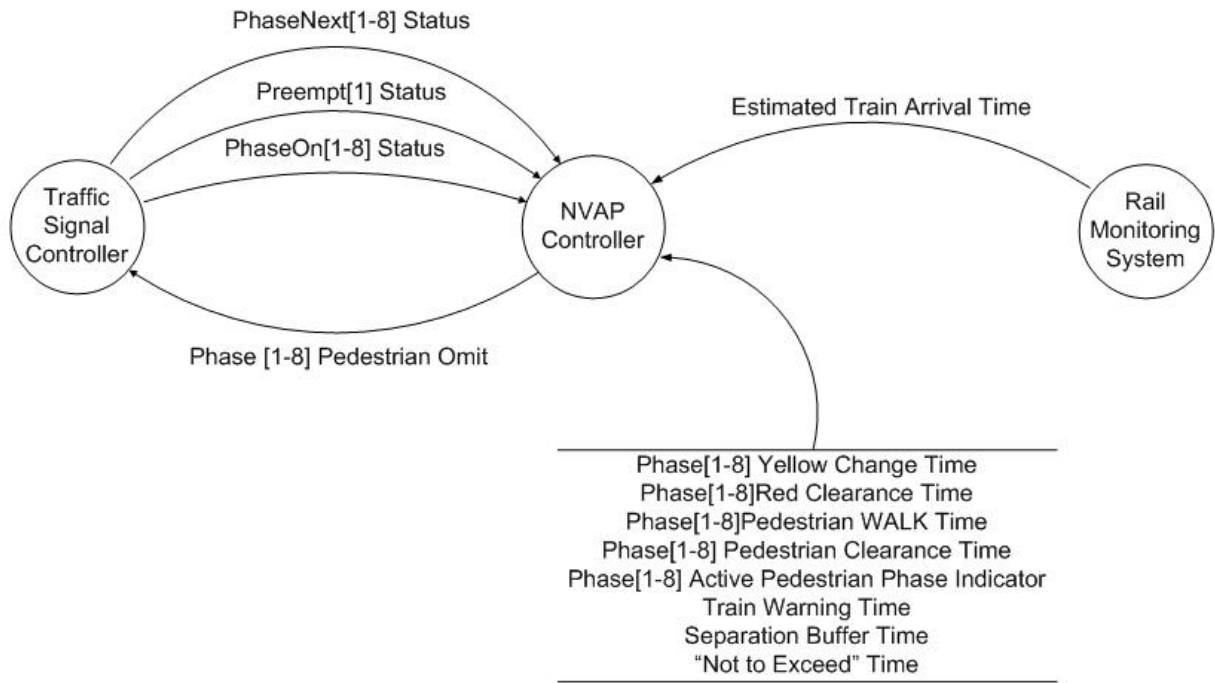 PhaseNext[1-8] Status
Preempt[1] Status
PhaseOn[1-8] Status
Estimated Train Arrival Time
Traffic
Signal
Controller
NVAP
Controller
Rail
Monitoring
System
Phase [1-8] Pedestrian Omit
Phase[1-8] Yellow Change Time
Phase[1-8]Red Clearance Time
Phase[1-8]Pedestrian WALK Time
Phase[1-8] Pedestrian Clearance Time
Phase[1-8] Active Pedestrian Phase Indicator
Train Warning Time
Separation Buffer Time
“Not to Exceed” Time